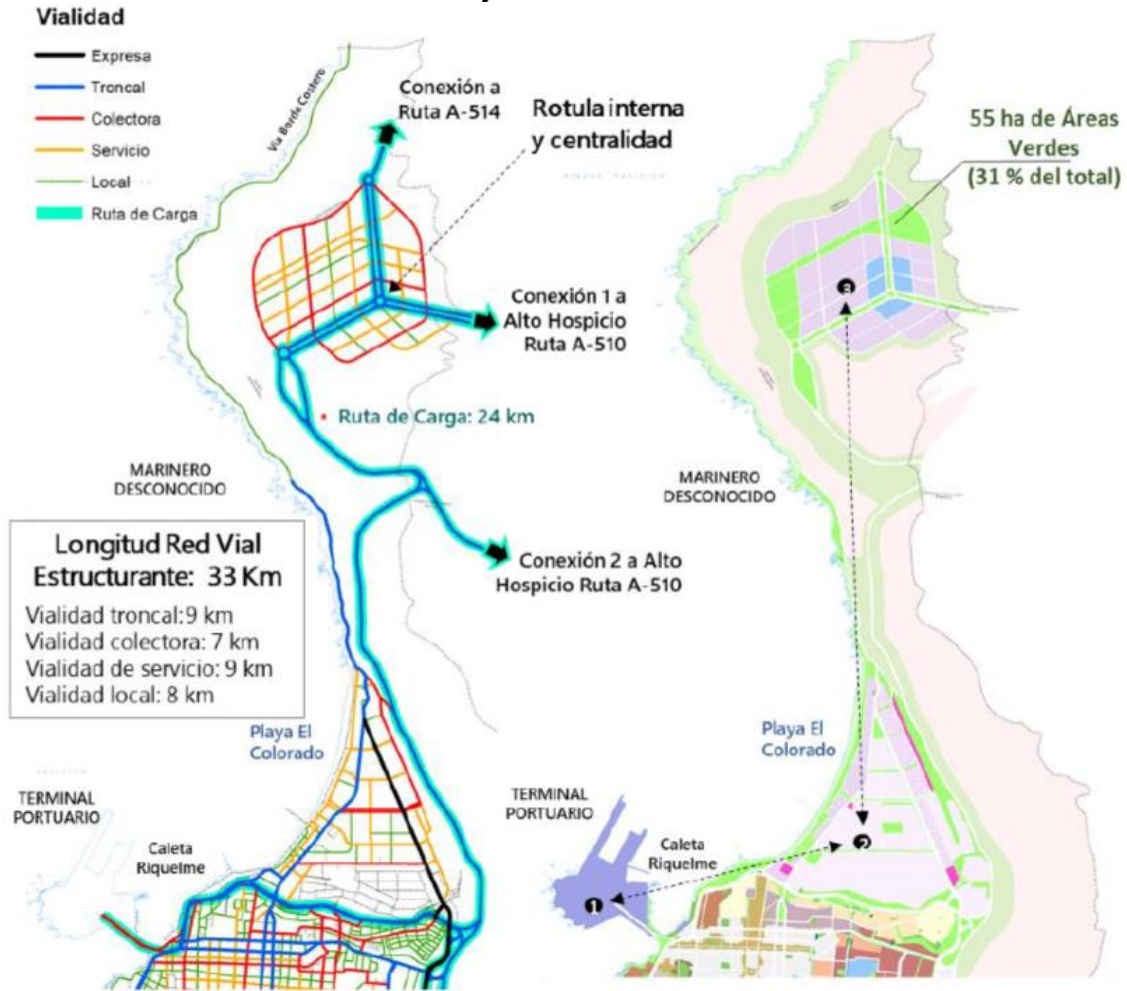 Vialidad
Expresa
Troncal
Colectora
Servicio
Local
Ruta de Carga
Via Borde Costero
Conexión a
Ruta A-514
Rotula interna
y centralidad
Conexión 1 a
Alto Hospicio
Ruta A-510
Ruta de Carga: 24 km
MARINERO
DESCONOCIDO
Conexión 2 a Alto
Hospicio Ruta A-510
Longitud Red Vial
Estructurante: 33 Km
Vialidad troncal:9 km
Vialidad colectora: 7 km
Vialidad de servicio: 9 km
Vialidad local: 8 km
Playa El
Colorado
TERMINAL
PORTUARIO
Caleta
Riquelme
55 ha de Áreas
Verdes
(31 % del total)
3
MARINERO
DESCONOCIDO
Playa El
Colorado
TERMINAL
PORTUARIO
Caleta
Riquelme
2
1